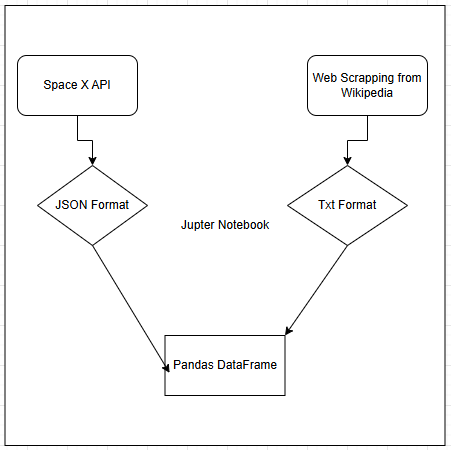 Space X API
Web Scrapping from
Wikipedia
JSON Format
Txt Format
Jupter Notebook
Pandas DataFrame